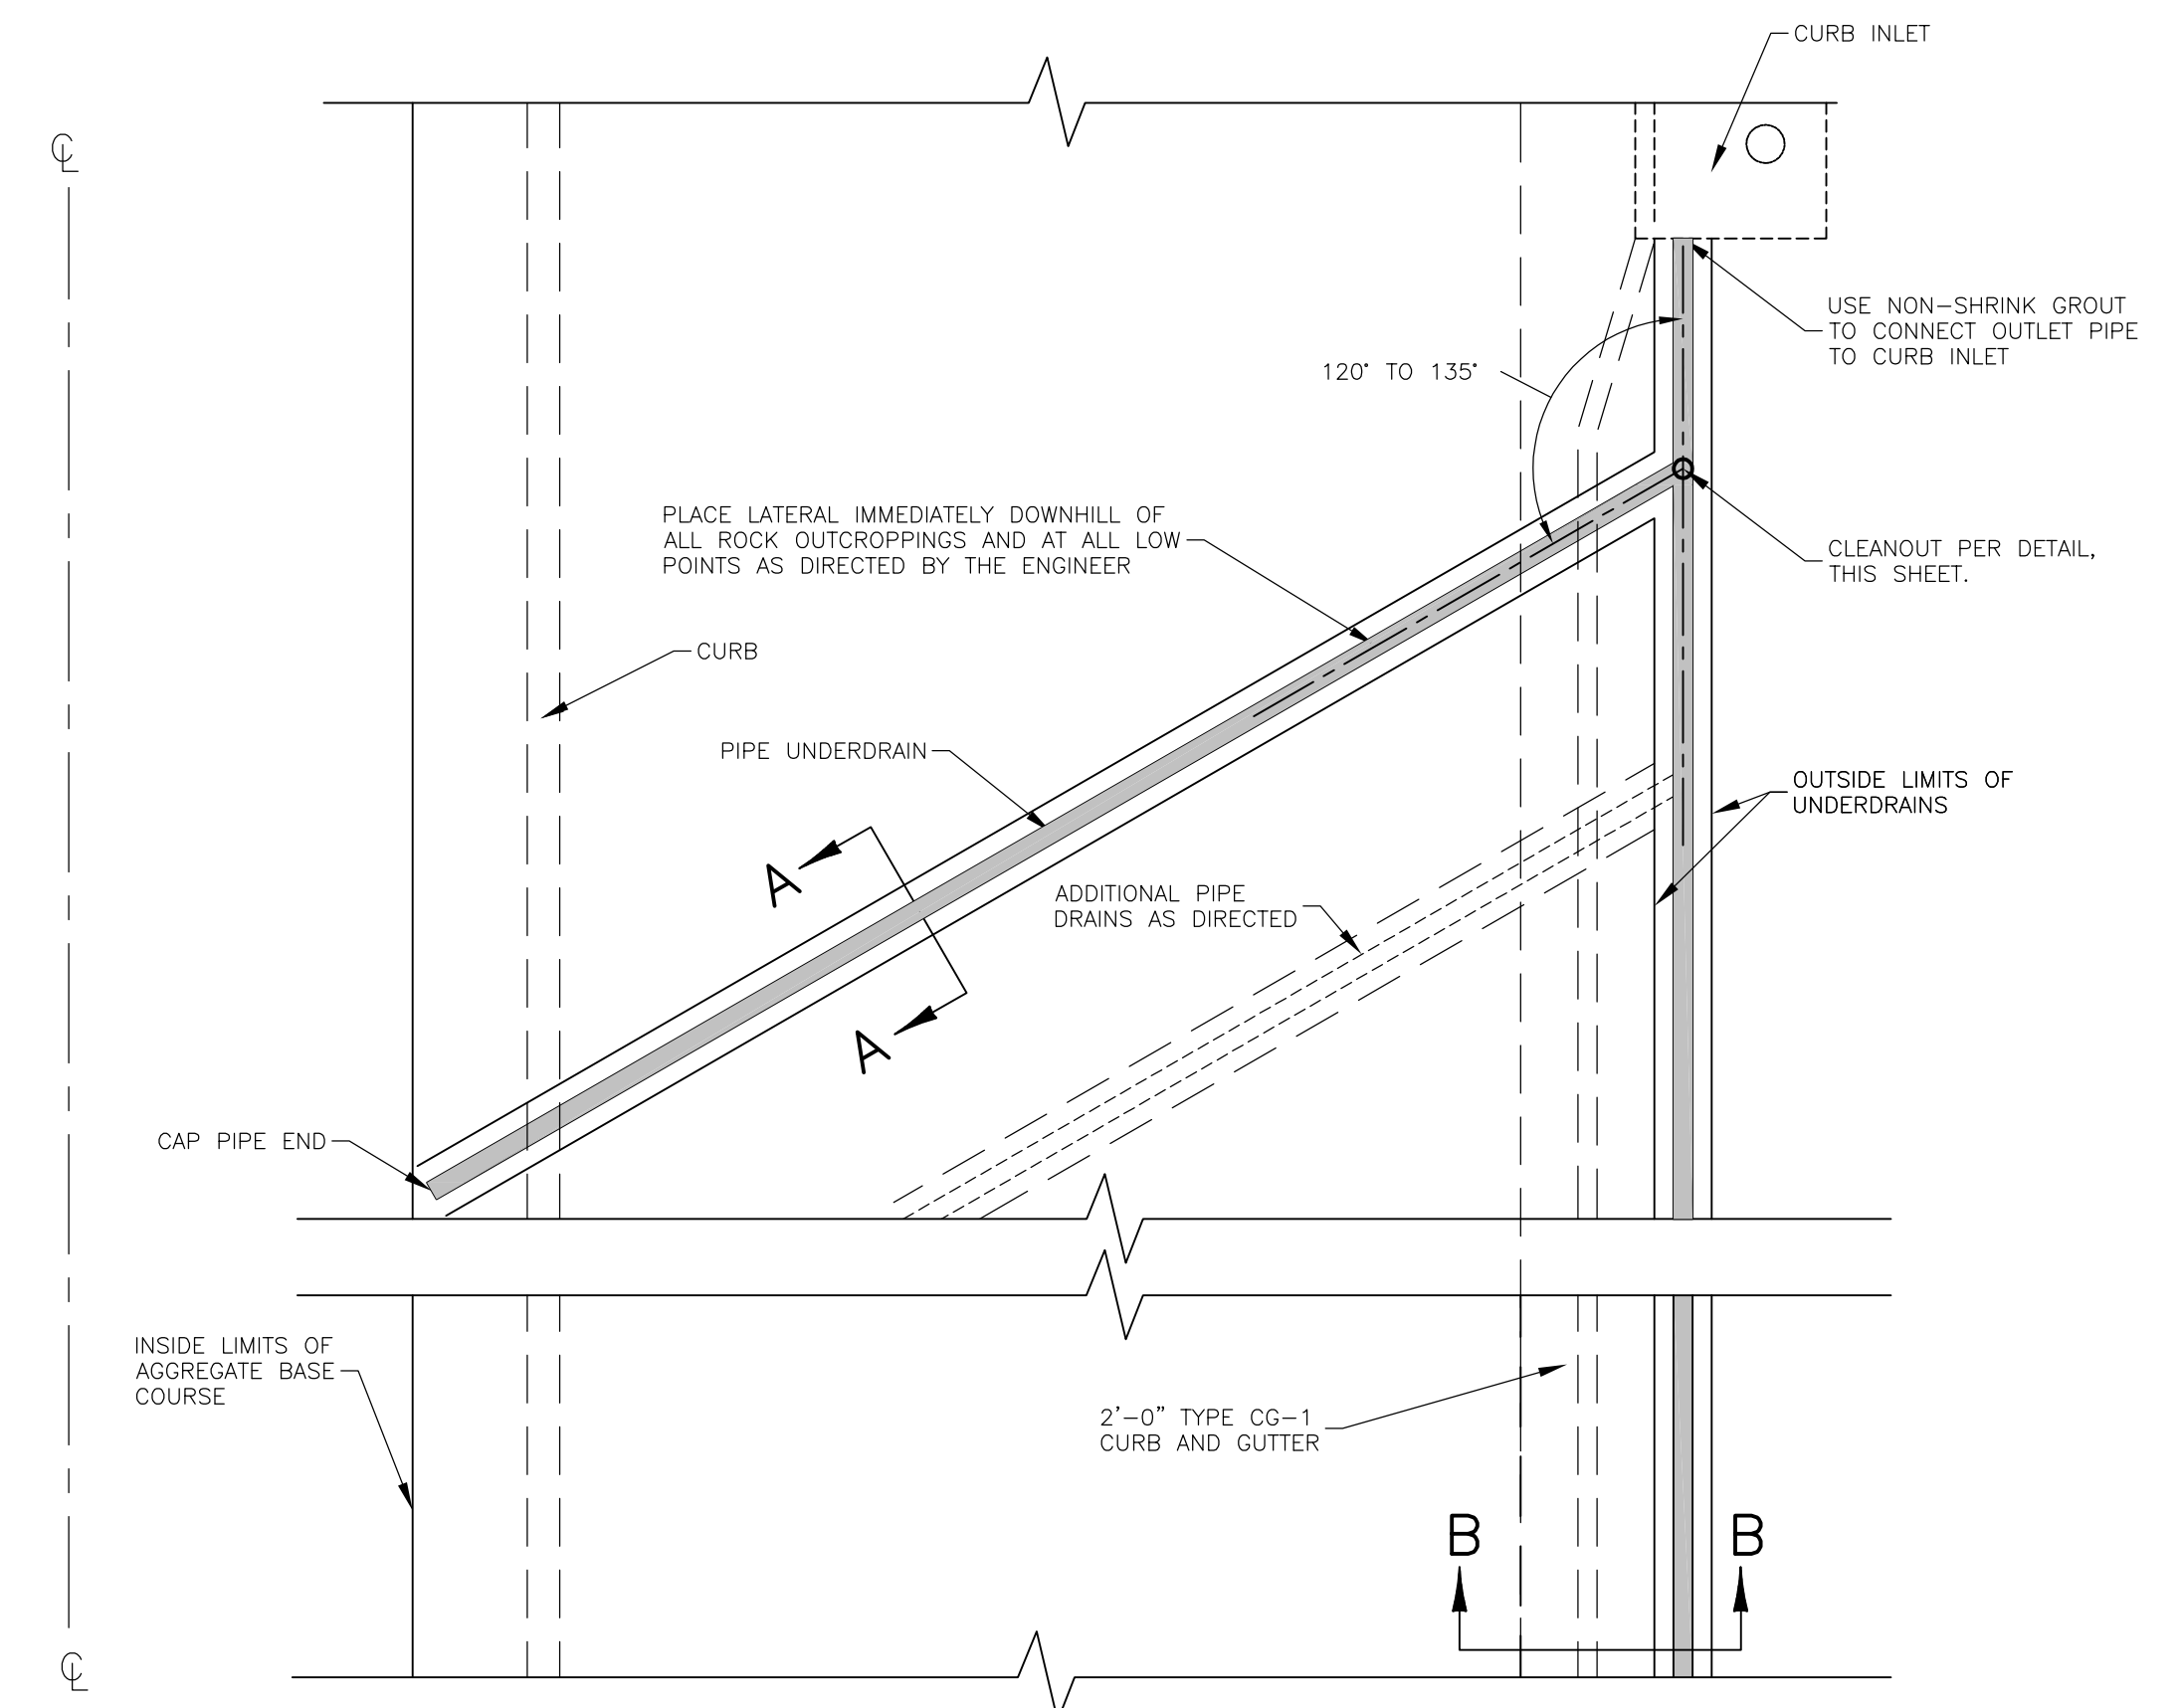 CURB INLET
℄
USE NON-SHRINK GROUT
TO CONNECT OUTLET PIPE
TO CURB INLET
120° TO 135°
PLACE LATERAL IMMEDIATELY DOWNHILL OF
ALL ROCK OUTCROPPINGS AND AT ALL LOW
POINTS AS DIRECTED BY THE ENGINEER
CLEANOUT PER DETAIL,
THIS SHEET.
CURB
PIPE UNDERDRAIN
OUTSIDE LIMITS OF
UNDERDRAINS
A
ADDITIONAL PIPE
DRAINS AS DIRECTED
A
CAP PIPE END
INSIDE LIMITS OF
AGGREGATE BASE
COURSE
2'-0" TYPE CG-1
CURB AND GUTTER
B B
℄